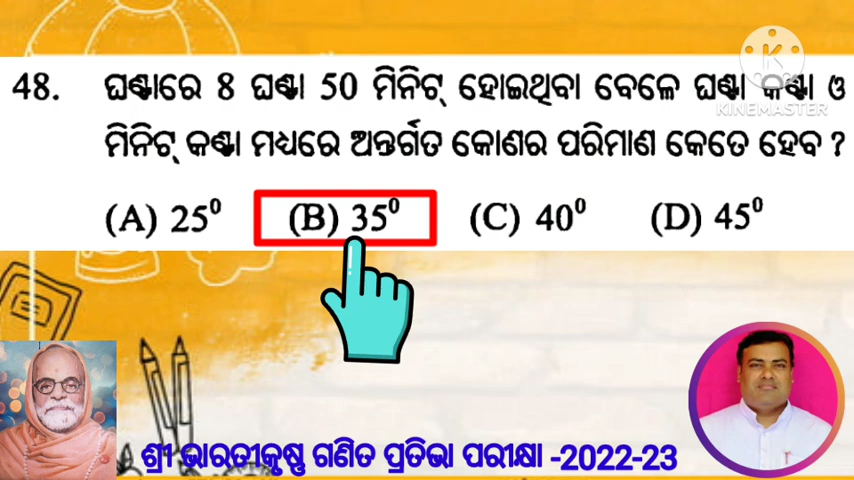 48. ଘଣ୍ଟାରେ 8 ଘଣ୍ଟା 50 ମିନିଟ୍ ହୋଇଥିବା ବେଳେ ଘଣ୍ଟା କଣ୍ଟା ଓ
ମିନିଟ୍ କଣ୍ଟା ମଧ୍ୟରେ ଅନ୍ତର୍ଗତ କୋଣର ପରିମାଣ କେତେ ହେବ ?
(A) 25⁰ (B) 35⁰ (C) 40⁰ (D) 45⁰
K
KINEMASTER
ଶ୍ରୀ ଭାରତୀକୃଷ୍ଣ ଗଣିତ ପ୍ରତିଭା ପରୀକ୍ଷା -2022-23